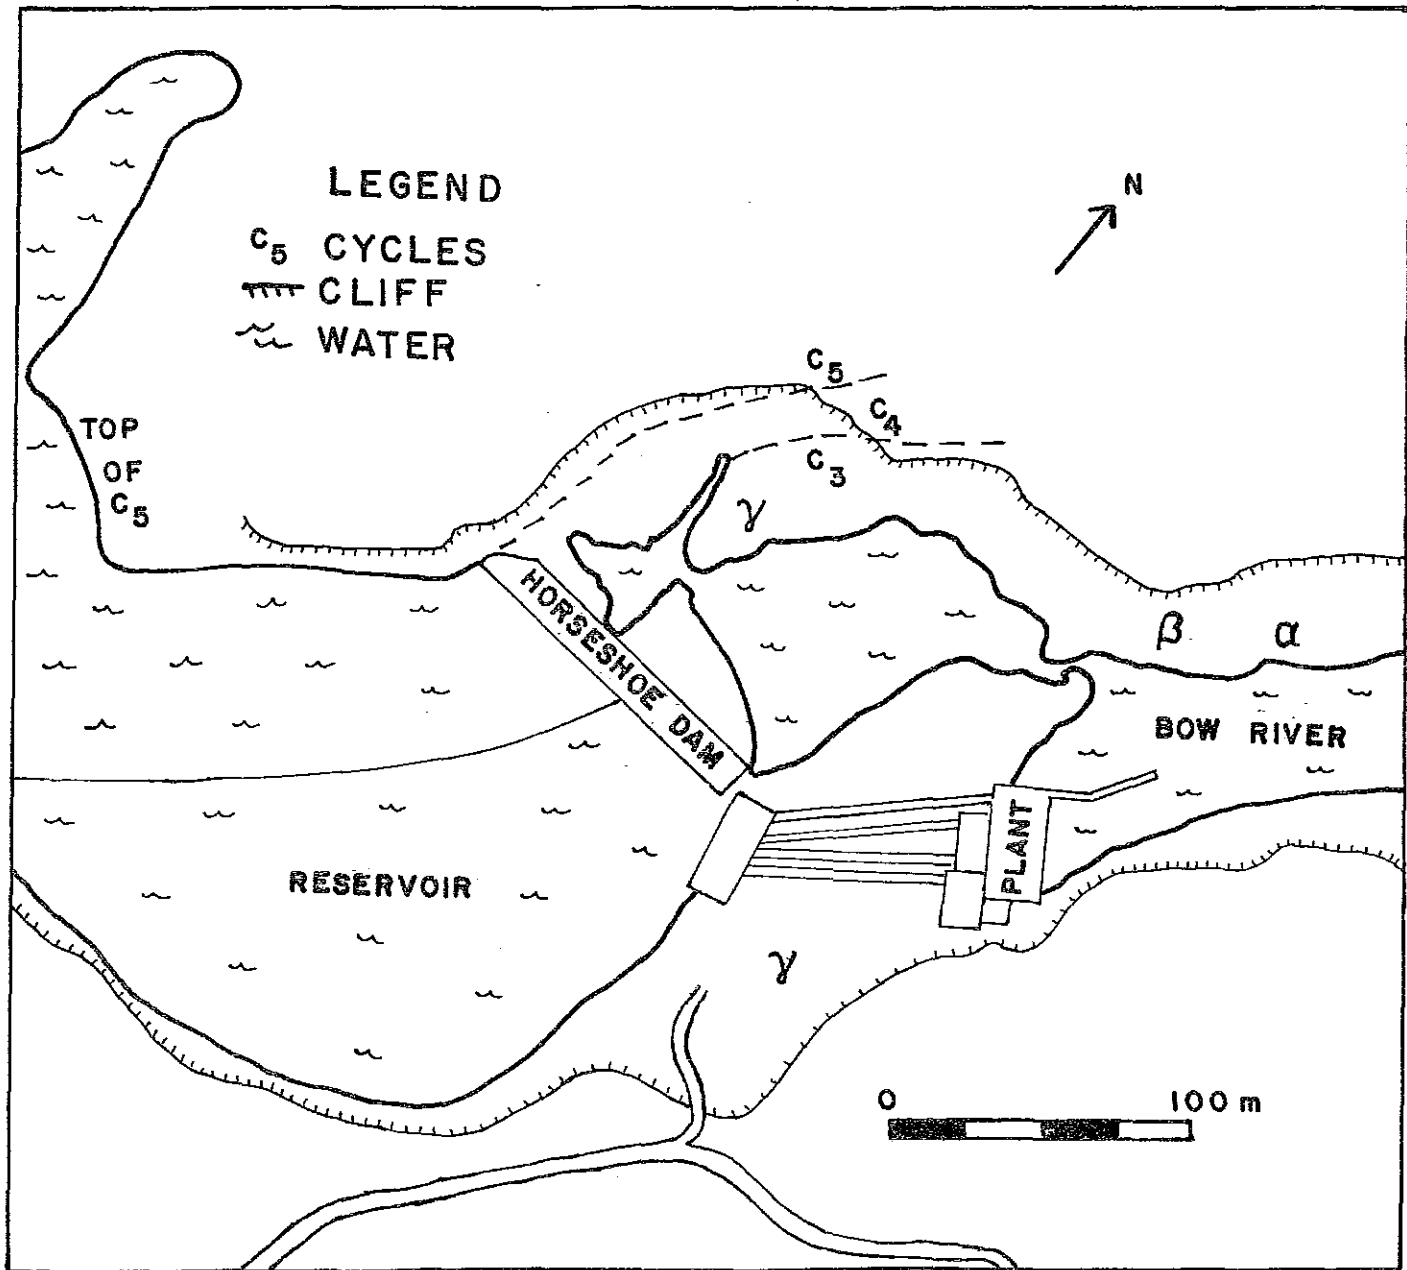 LEGEND
C₅ CYCLES
CLIFF
WATER
N
TOP
OF
C₅
C₅
C₄
C₃
γ
HORSESHOE DAM
β α
BOW RIVER
PLANT
RESERVOIR
γ
0 100 m